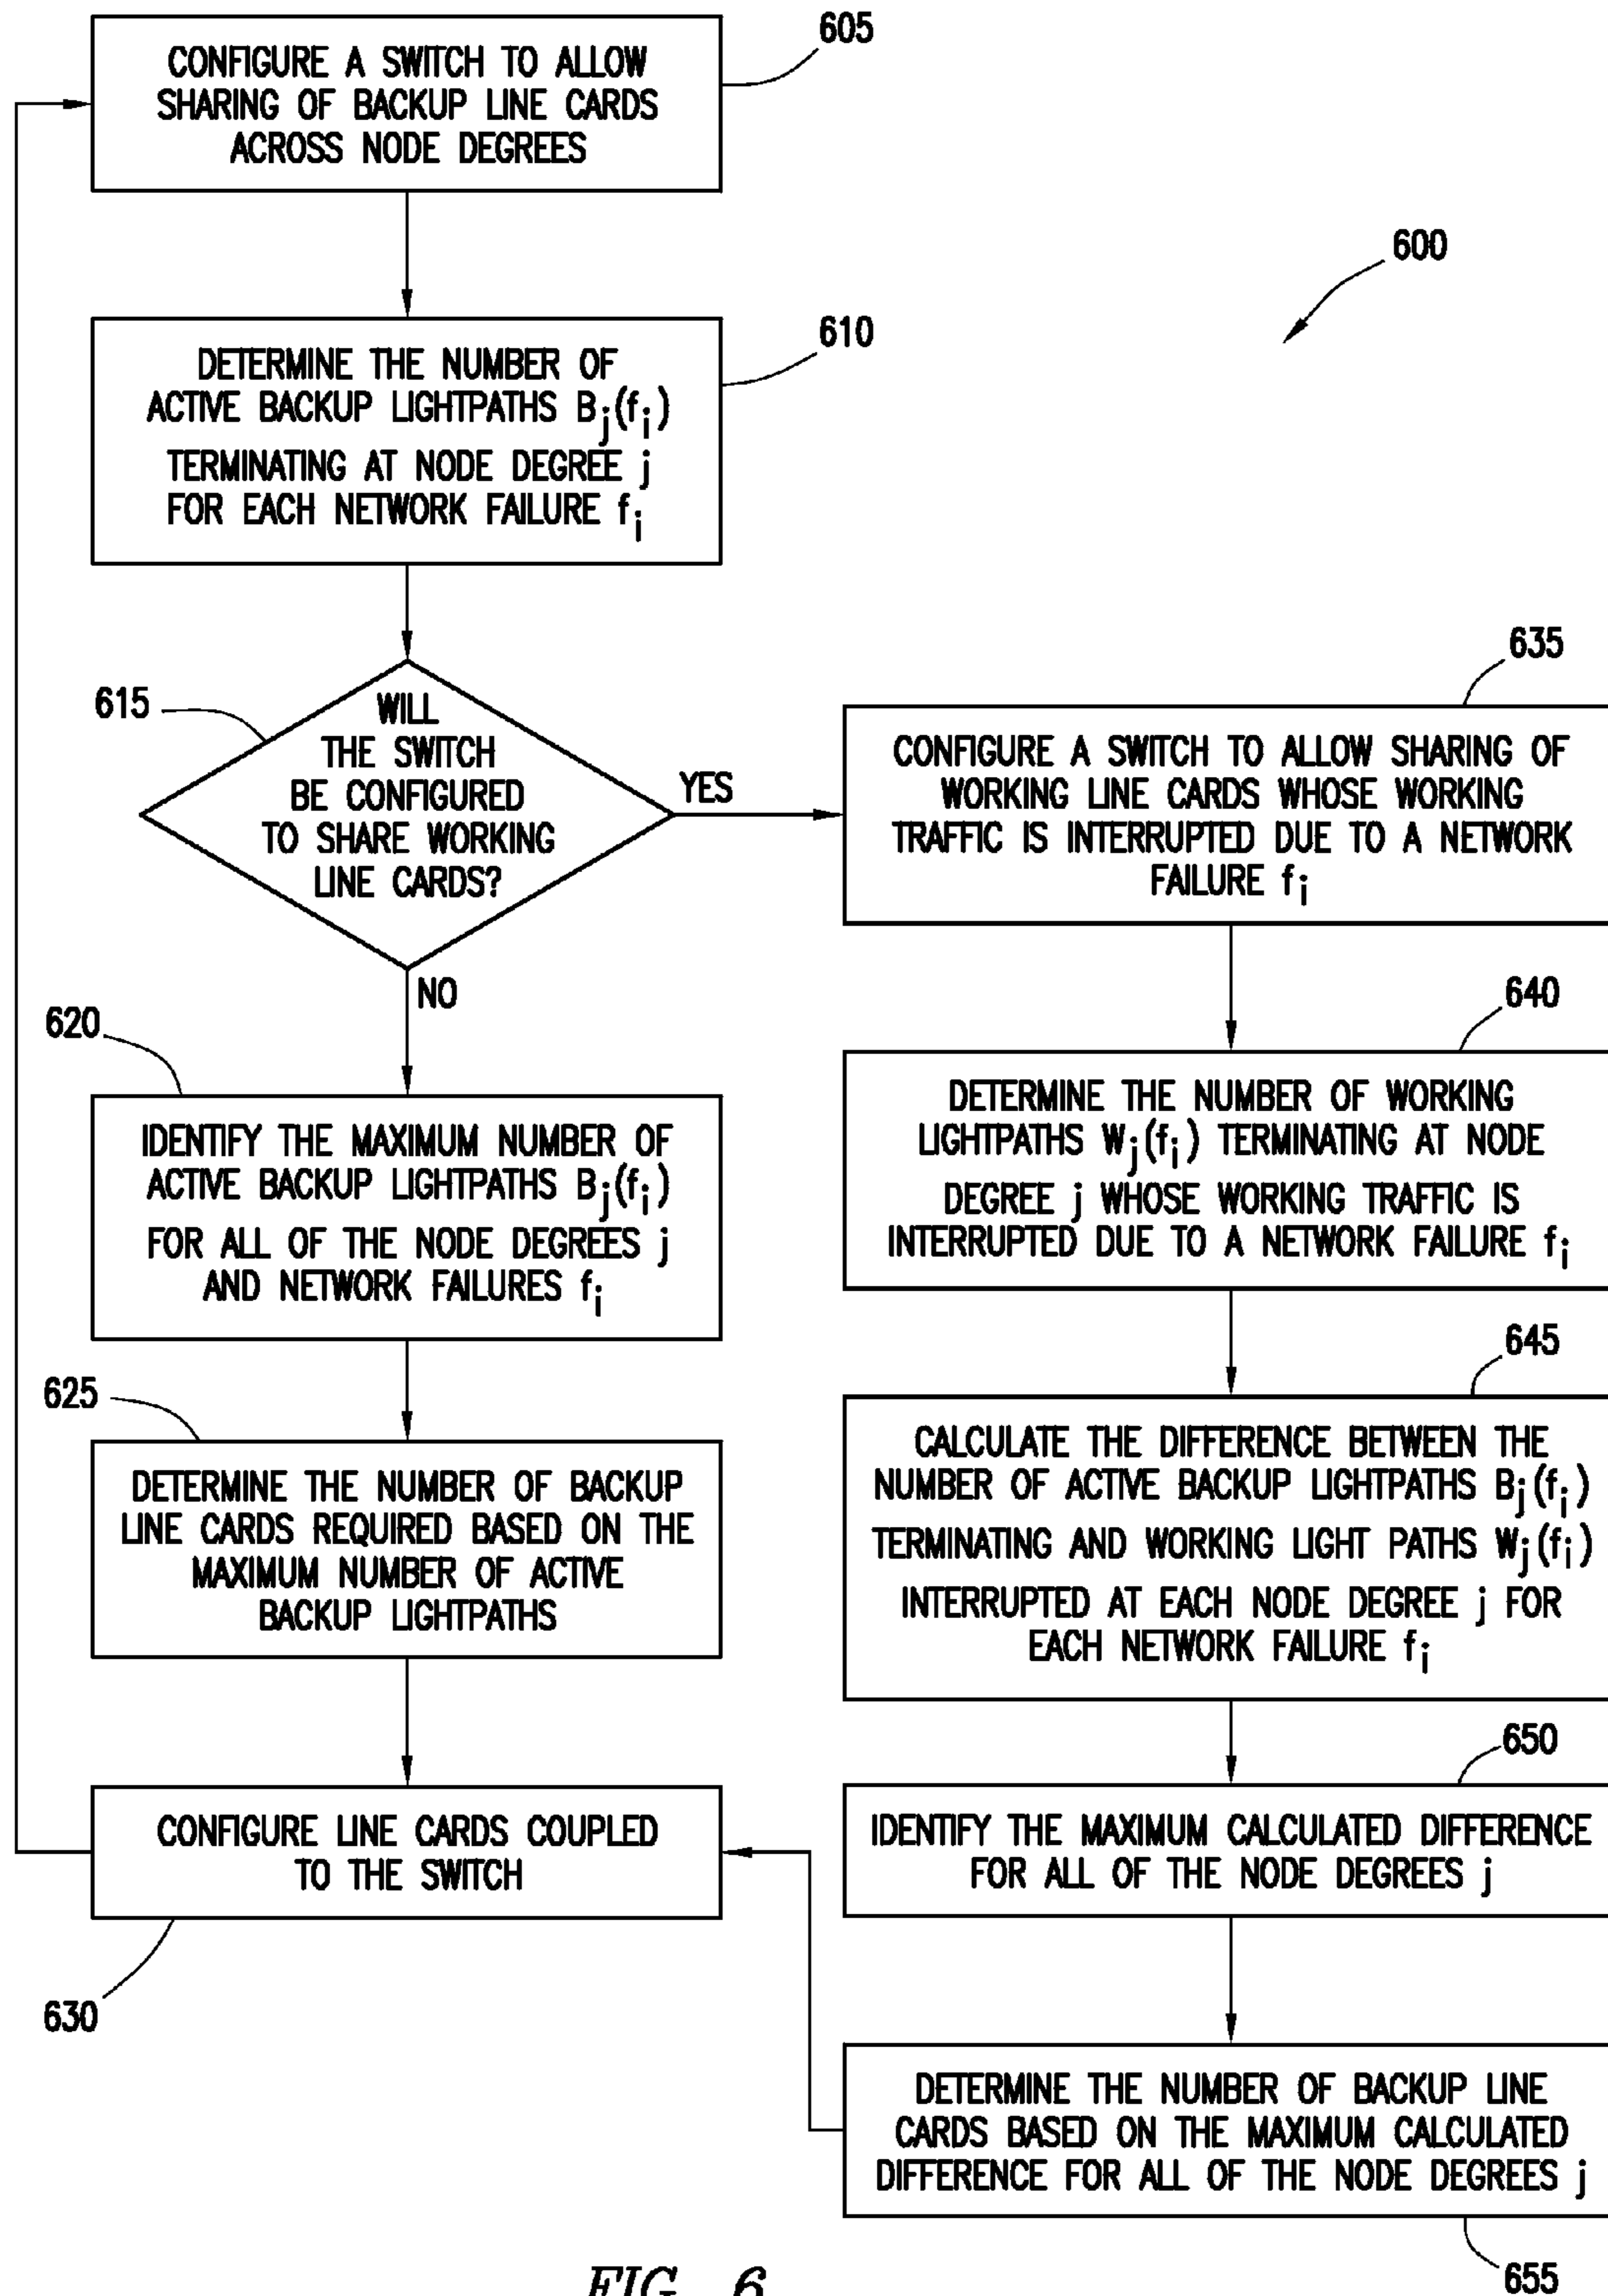 605
CONFIGURE A SWITCH TO ALLOW
SHARING OF BACKUP LINE CARDS
ACROSS NODE DEGREES
600
610
DETERMINE THE NUMBER OF
ACTIVE BACKUP LIGHTPATHS Bj(fi)
TERMINATING AT NODE DEGREE j
FOR EACH NETWORK FAILURE fi
615
WILL
THE SWITCH
BE CONFIGURED
TO SHARE WORKING
LINE CARDS?
YES
NO
620
IDENTIFY THE MAXIMUM NUMBER OF
ACTIVE BACKUP LIGHTPATHS Bj(fi)
FOR ALL OF THE NODE DEGREES j
AND NETWORK FAILURES fi
625
DETERMINE THE NUMBER OF BACKUP
LINE CARDS REQUIRED BASED ON THE
MAXIMUM NUMBER OF ACTIVE
BACKUP LIGHTPATHS
CONFIGURE LINE CARDS COUPLED
TO THE SWITCH
630
635
CONFIGURE A SWITCH TO ALLOW SHARING OF
WORKING LINE CARDS WHOSE WORKING
TRAFFIC IS INTERRUPTED DUE TO A NETWORK
FAILURE fi
640
DETERMINE THE NUMBER OF WORKING
LIGHTPATHS Wj(fi) TERMINATING AT NODE
DEGREE j WHOSE WORKING TRAFFIC IS
INTERRUPTED DUE TO A NETWORK FAILURE fi
645
CALCULATE THE DIFFERENCE BETWEEN THE
NUMBER OF ACTIVE BACKUP LIGHTPATHS Bj(fi)
TERMINATING AND WORKING LIGHT PATHS Wj(fi)
INTERRUPTED AT EACH NODE DEGREE j FOR
EACH NETWORK FAILURE fi
650
IDENTIFY THE MAXIMUM CALCULATED DIFFERENCE
FOR ALL OF THE NODE DEGREES j
DETERMINE THE NUMBER OF BACKUP LINE
CARDS BASED ON THE MAXIMUM CALCULATED
DIFFERENCE FOR ALL OF THE NODE DEGREES j
655
FIG. 6